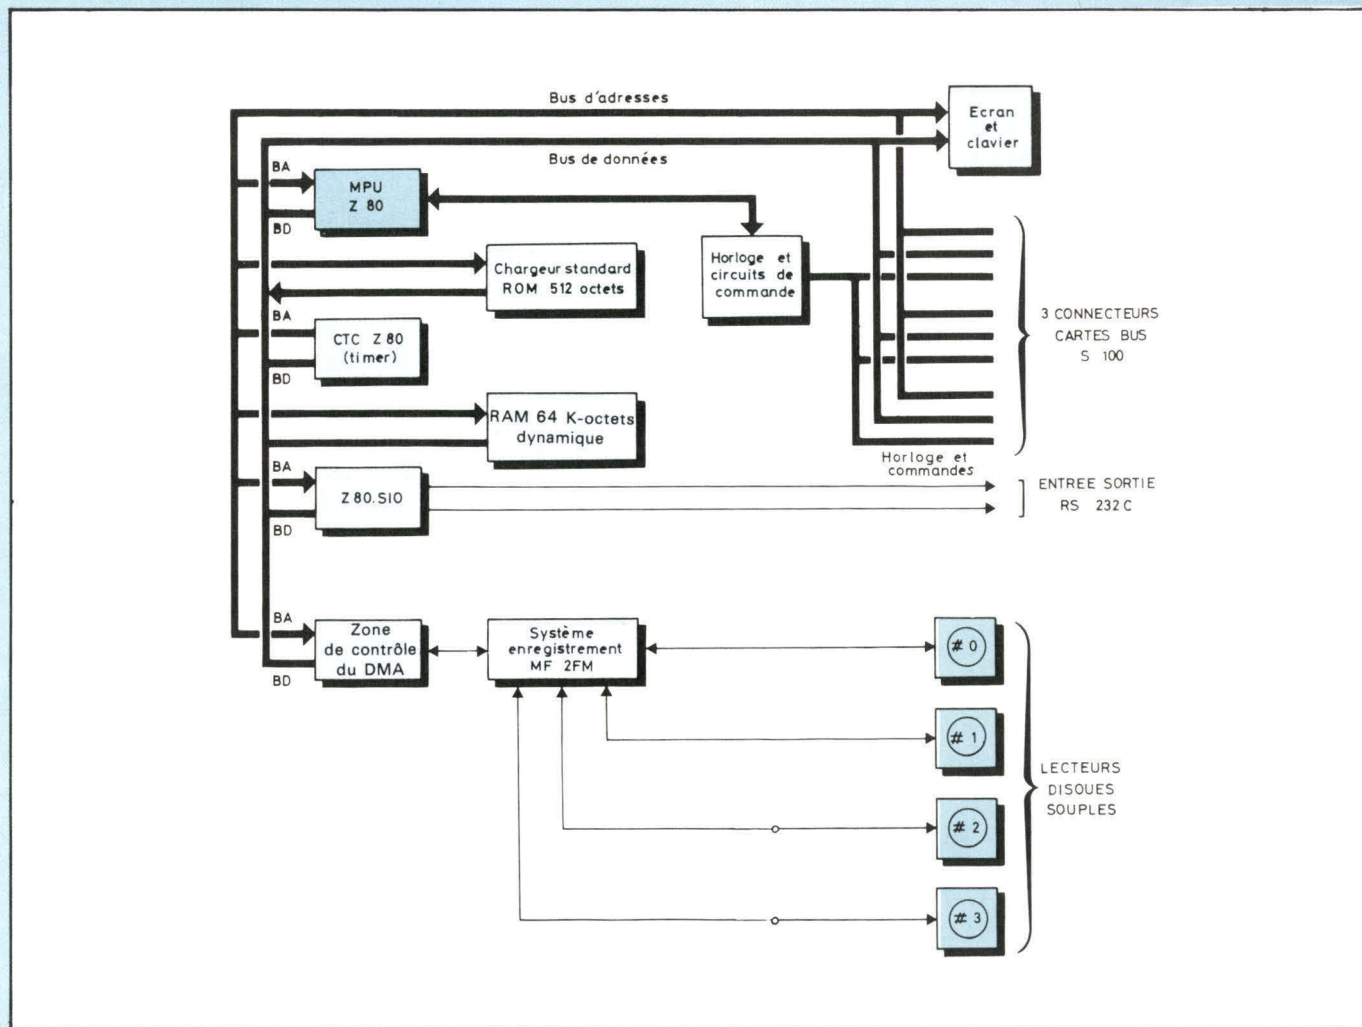 Bus d'adresses
Ecran
et
clavier
Bus de données
BA
MPU
Z 80
BD
Chargeur standard
ROM 512 octets
Horloge et
circuits de
commande
3 CONNECTEURS
CARTES BUS
S 100
BA
CTC Z 80
(timer)
BD
RAM 64 K-octets
dynamique
Horloge et
commandes
BA
Z 80.SIO
BD
ENTREE SORTIE
RS 232 C
BA
Zone
de contrôle
du DMA
BD
Système
enregistrement
MF 2FM
# 0
# 1
# 2
# 3
LECTEURS
DISQUES
SOUPLES